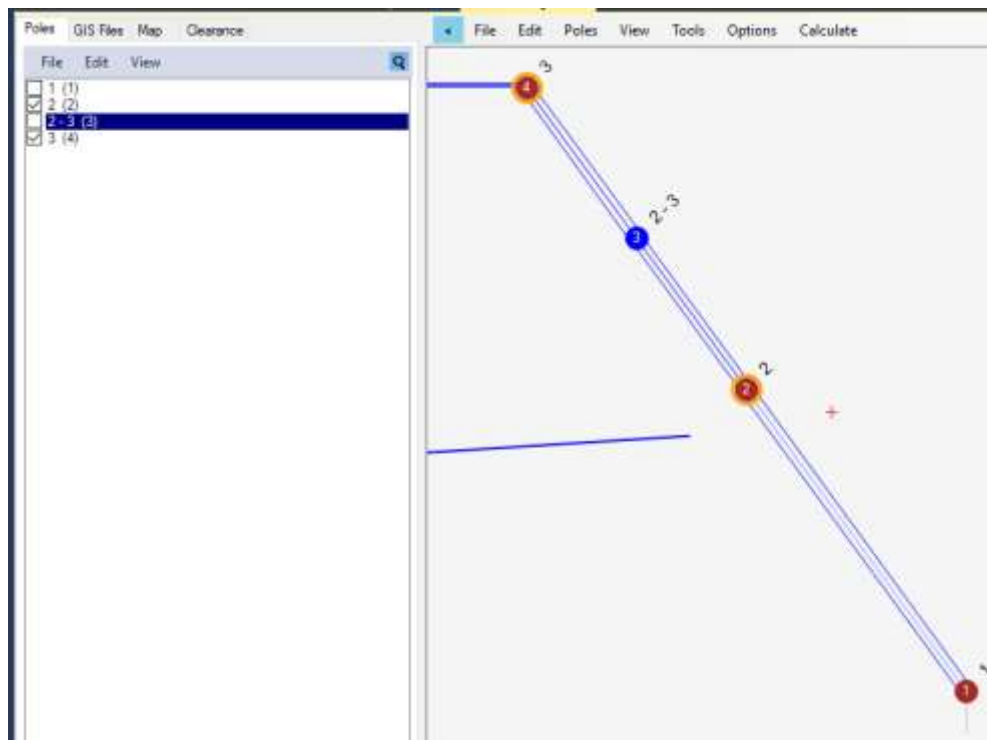 Poles GIS Files Map Clearance
File Edit View
1 (1)
2 (2)
2 - 3 (3)
3 (4)
< File Edit Poles View Tools Options Calculate
3
4
2 - 3
3
2
2
1
1